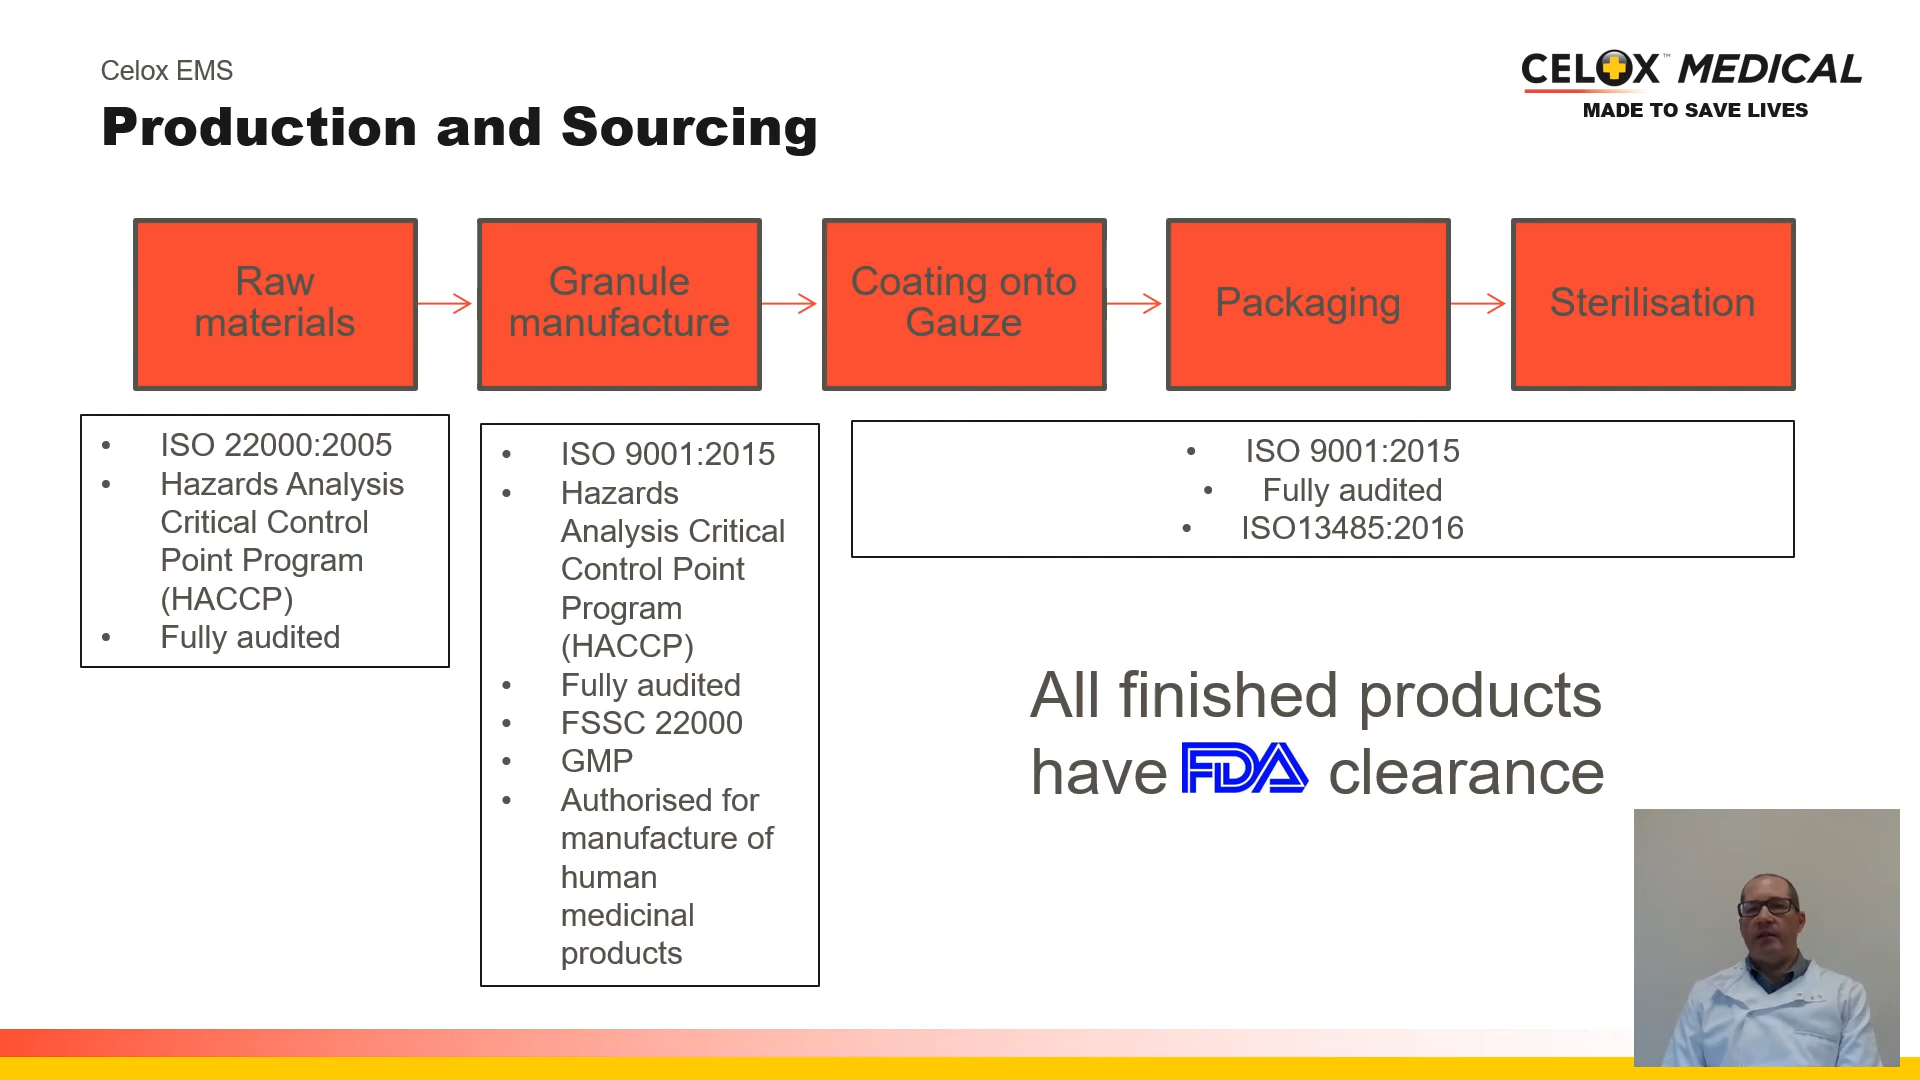 Celox EMS
Production and Sourcing
CELOX™ MEDICAL
MADE TO SAVE LIVES
Raw
materials
Granule
manufacture
Coating onto
Gauze
Packaging
Sterilisation
• ISO 22000:2005
• Hazards Analysis
Critical Control
Point Program
(HACCP)
• Fully audited
• ISO 9001:2015
• Hazards
Analysis Critical
Control Point
Program
(HACCP)
• Fully audited
• FSSC 22000
• GMP
• Authorised for
manufacture of
human
medicinal
products
• ISO 9001:2015
• Fully audited
• ISO13485:2016
All finished products
have FDA clearance